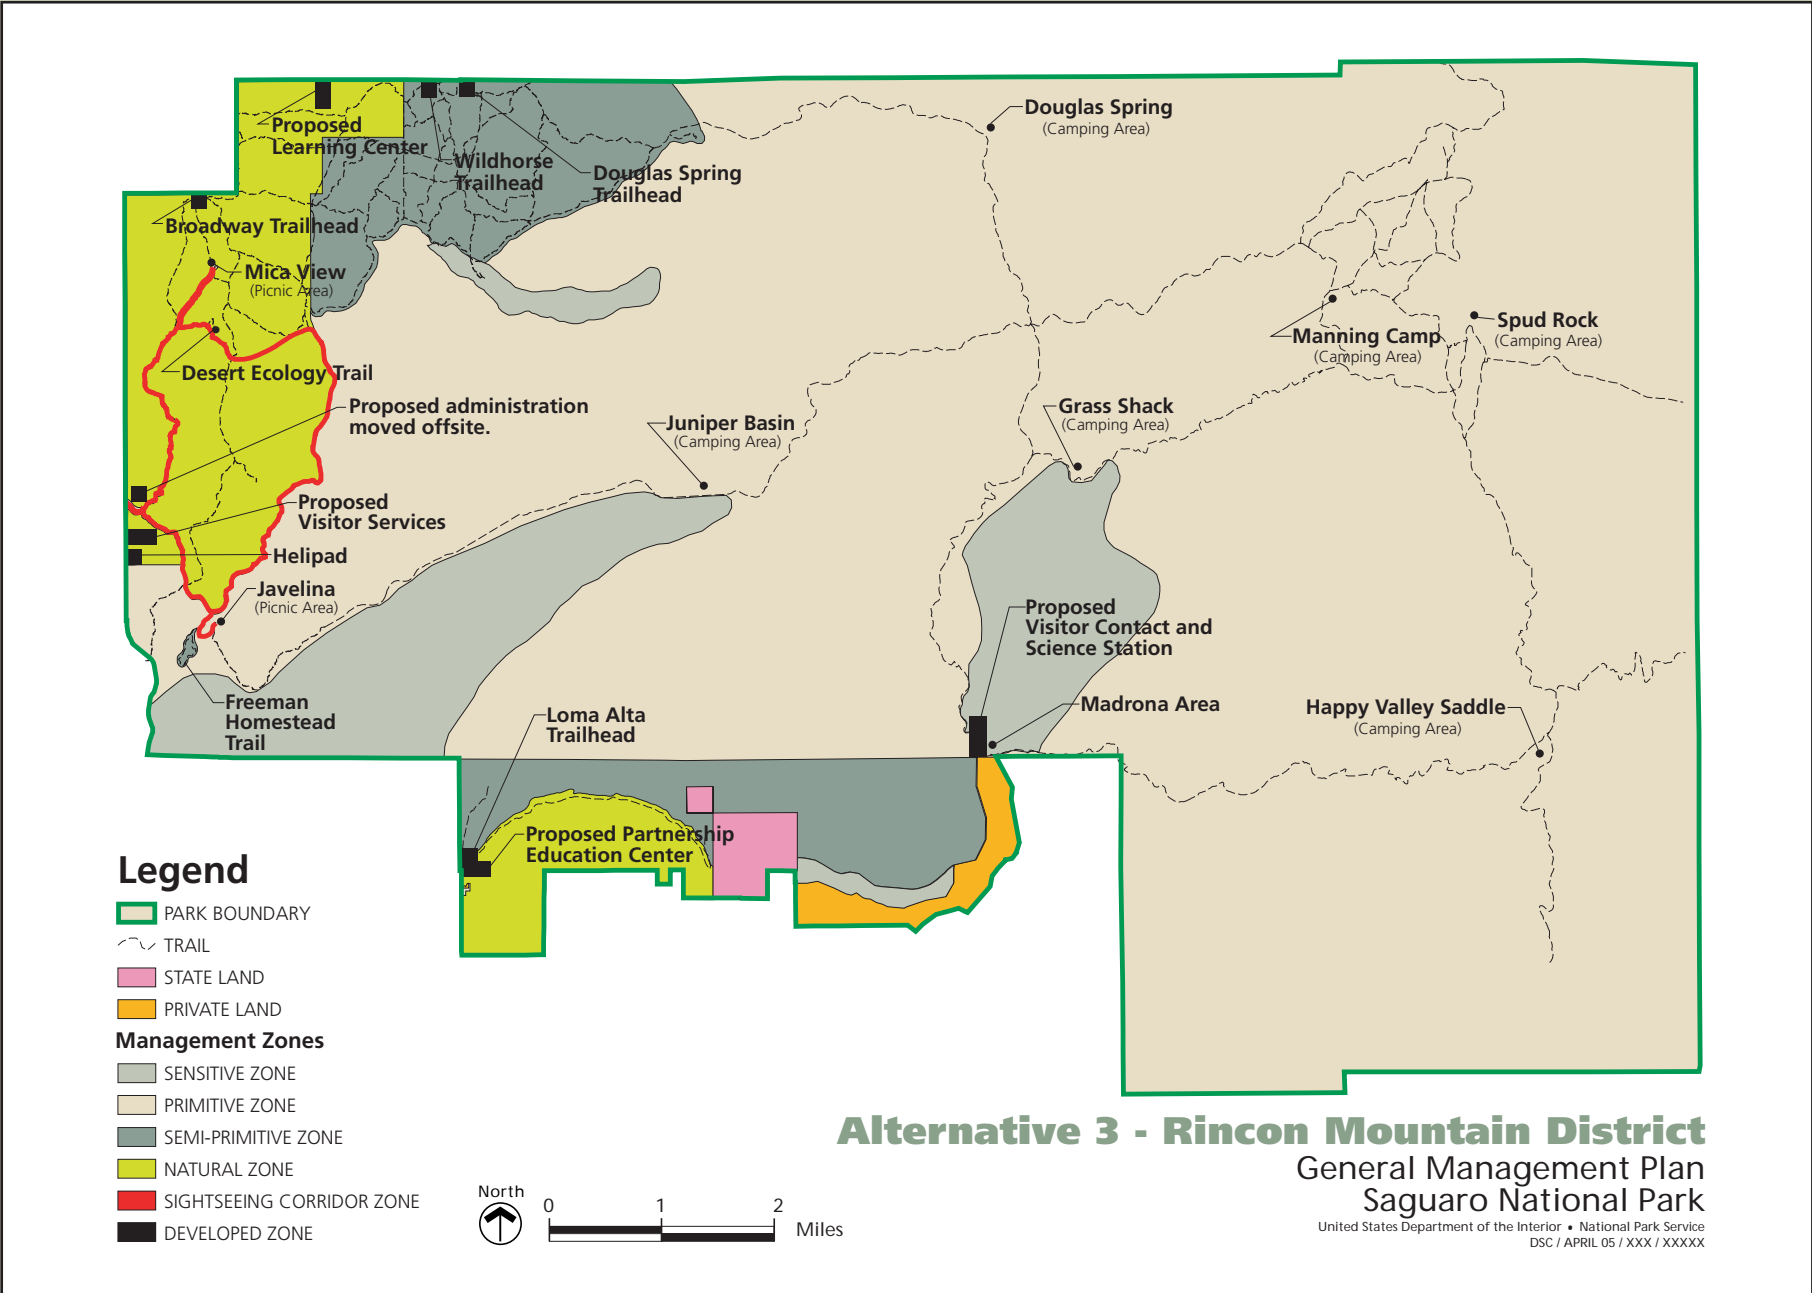 Douglas Spring
(Camping Area)
Proposed
Learning Center
Wildhorse
Trailhead
Douglas Spring
Trailhead
Broadway Trailhead
Mica View
(Picnic Area)
Manning Camp
(Camping Area)
Spud Rock
(Camping Area)
Desert Ecology Trail
Proposed administration
moved offsite.
Juniper Basin
(Camping Area)
Grass Shack
(Camping Area)
Proposed
Visitor Services
Helipad
Javelina
(Picnic Area)
Proposed
Visitor Contact and
Science Station
Freeman
Homestead
Trail
Loma Alta
Trailhead
Madrona Area
Happy Valley Saddle
(Camping Area)
Proposed Partnership
Education Center
Legend
PARK BOUNDARY
TRAIL
STATE LAND
PRIVATE LAND
Management Zones
SENSITIVE ZONE
PRIMITIVE ZONE
SEMI-PRIMITIVE ZONE
NATURAL ZONE
SIGHTSEEING CORRIDOR ZONE
DEVELOPED ZONE
North
0 1 2
Miles
Alternative 3 - Rincon Mountain District
General Management Plan
Saguaro National Park
United States Department of the Interior • National Park Service
DSC / APRIL 05 / XXX / XXXXX